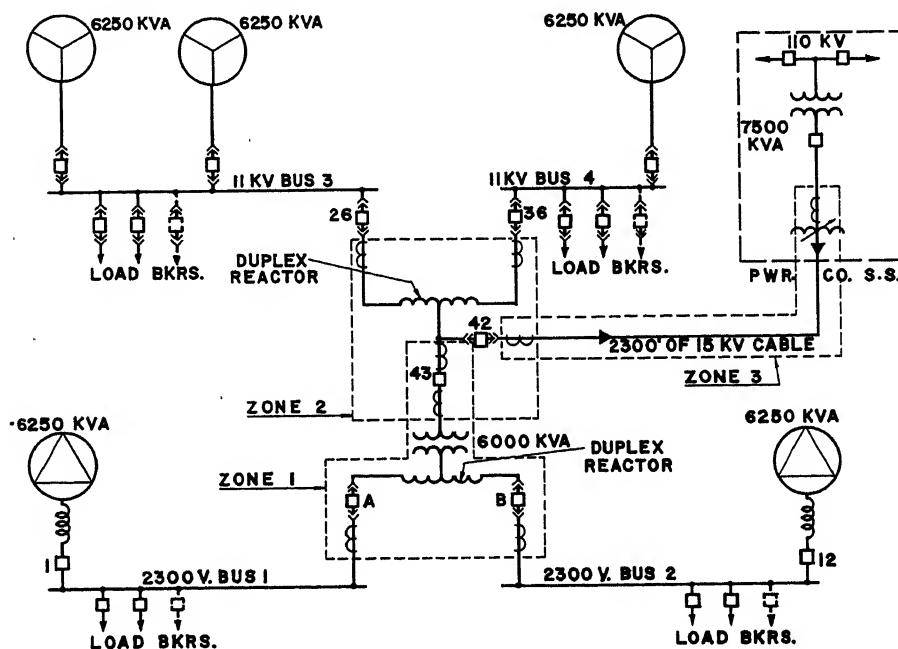 6250 KVA
6250 KVA
6250 KVA
110 KV
7500
KVA
11 KV BUS 3
11 KV BUS 4
26
36
LOAD BKRS.
DUPLEX
REACTOR
LOAD BKRS.
PWR. CO. S.S.
42
2300' OF 15 KV CABLE
43
ZONE 3
ZONE 2
6250 KVA
6250 KVA
6000 KVA
DUPLEX
REACTOR
ZONE 1
A
B
1
12
2300 V. BUS 1
2300 V. BUS 2
LOAD BKRS.
LOAD BKRS.